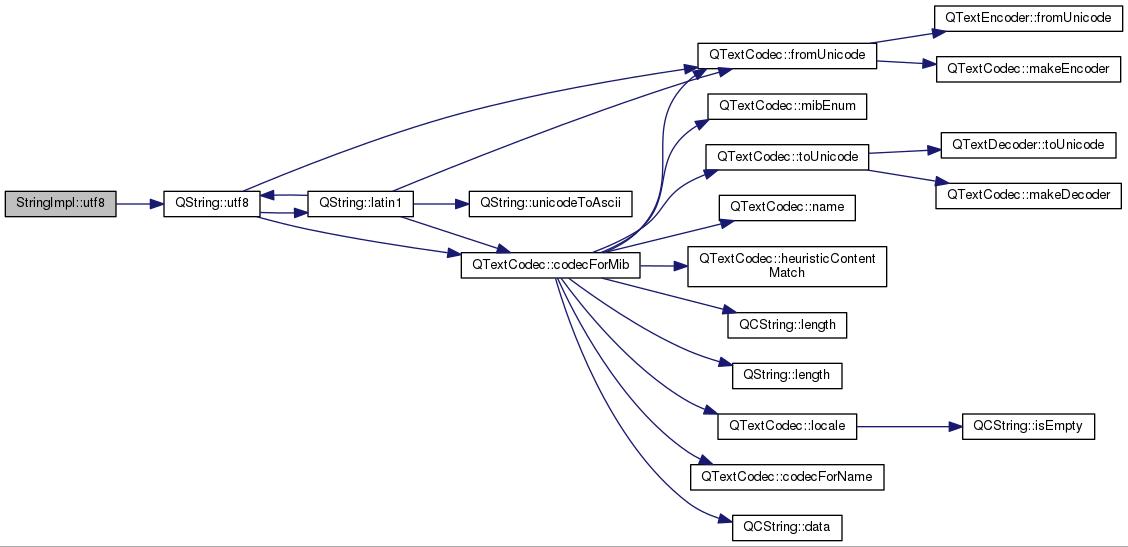 StringImpl::utf8
QString::utf8
QString::latin1
QString::unicodeToAscii
QTextCodec::codecForMib
QTextCodec::fromUnicode
QTextEncoder::fromUnicode
QTextCodec::makeEncoder
QTextCodec::mibEnum
QTextCodec::toUnicode
QTextDecoder::toUnicode
QTextCodec::makeDecoder
QTextCodec::name
QTextCodec::heuristicContent
Match
QCString::length
QString::length
QTextCodec::locale
QCString::isEmpty
QTextCodec::codecForName
QCString::data